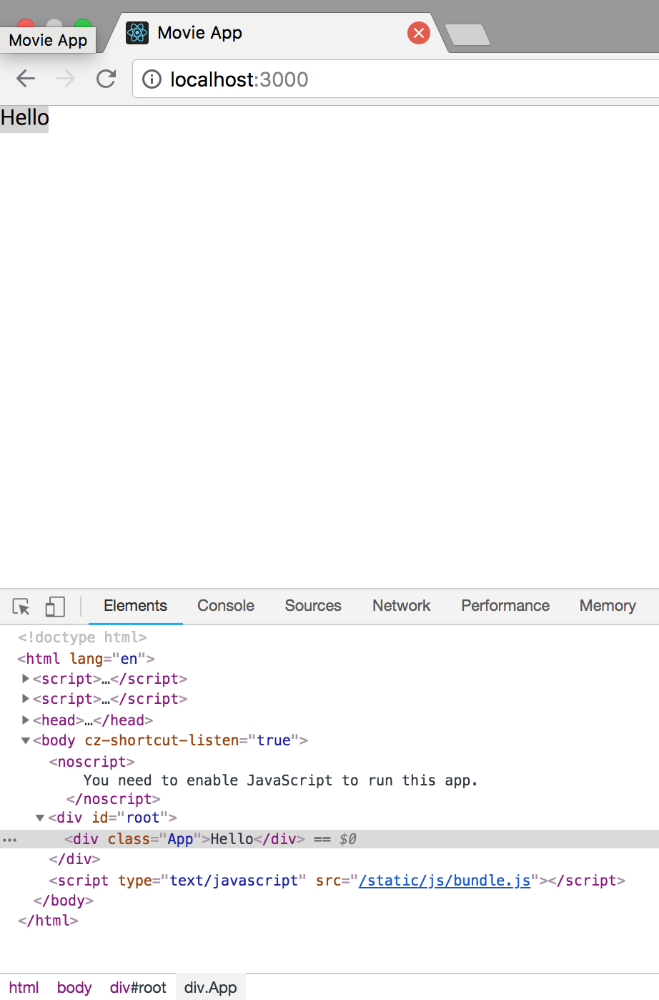 Movie App
Movie App
localhost:3000
Hello
Elements Console Sources Network Performance Memory
<!doctype html>
<html lang="en">
<script>…</script>
<script>…</script>
<head>…</head>
<body cz-shortcut-listen="true">
<noscript>
You need to enable JavaScript to run this app.
</noscript>
<div id="root">
<div class="App">Hello</div> == $0
</div>
<script type="text/javascript" src="/static/js/bundle.js"></script>
</body>
</html>
html body div#root div.App